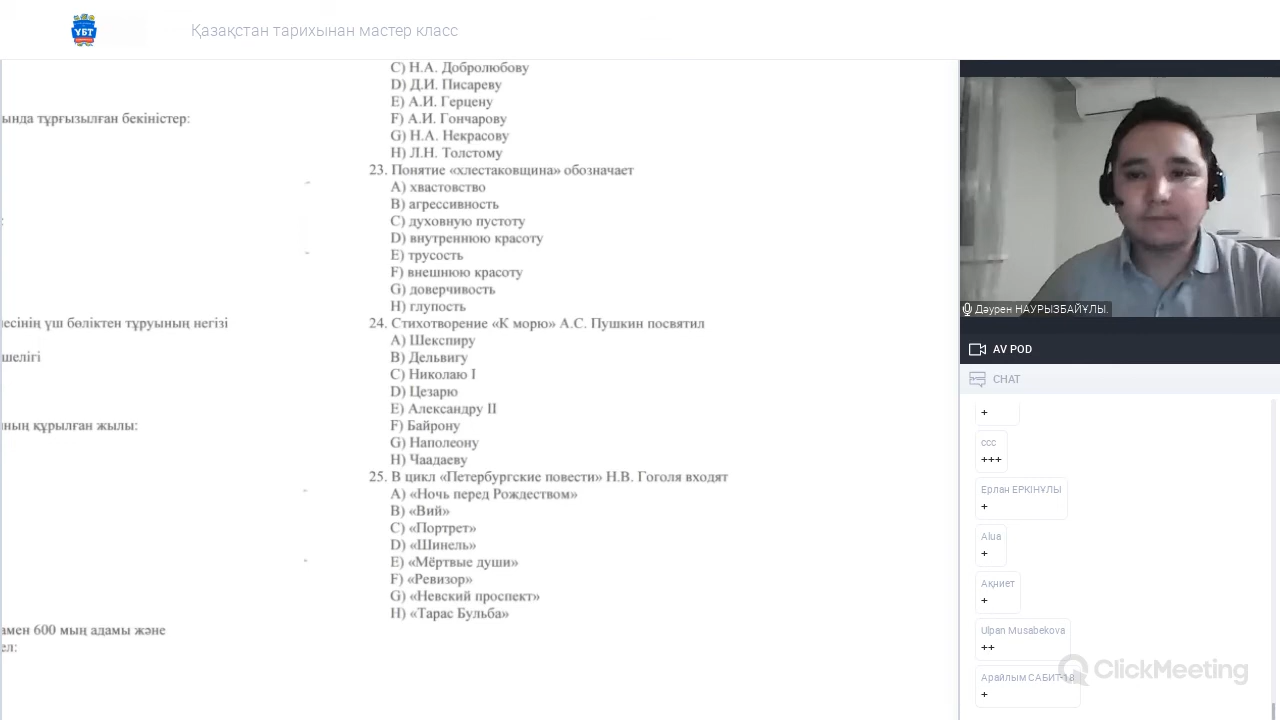 ҰБТ
Қазақстан тарихынан мастер класс
ында тұрғызылған бекіністер:
:
есінің үш бөліктен тұруының негізі
шелігі
ның құрылған жылы:
амен 600 мың адамы және
ел:
C) Н.А. Добролюбову
D) Д.И. Писареву
E) А.И. Герцену
F) А.И. Гончарову
G) Н.А. Некрасову
H) Л.Н. Толстому
23. Понятие «хлестаковщина» обозначает
A) хвастовство
B) агрессивность
C) духовную пустоту
D) внутреннюю красоту
E) трусость
F) внешнюю красоту
G) доверчивость
H) глупость
24. Стихотворение «К морю» А.С. Пушкин посвятил
A) Шекспиру
B) Дельвигу
C) Николаю I
D) Цезарю
E) Александру II
F) Байрону
G) Наполеону
H) Чаадаеву
25. В цикл «Петербургские повести» Н.В. Гоголя входят
A) «Ночь перед Рождеством»
B) «Вий»
C) «Портрет»
D) «Шинель»
E) «Мёртвые души»
F) «Ревизор»
G) «Невский проспект»
H) «Тарас Бульба»
Дәурен НАУРЫЗБАЙҰЛЫ.
AV POD
CHAT
+
ccc
+++
Ерлан ЕРКІНҰЛЫ
+
Alua
+
Ақниет
+
Ulpan Musabekova
++
Арайлым САБИТ-18
+
ClickMeeting